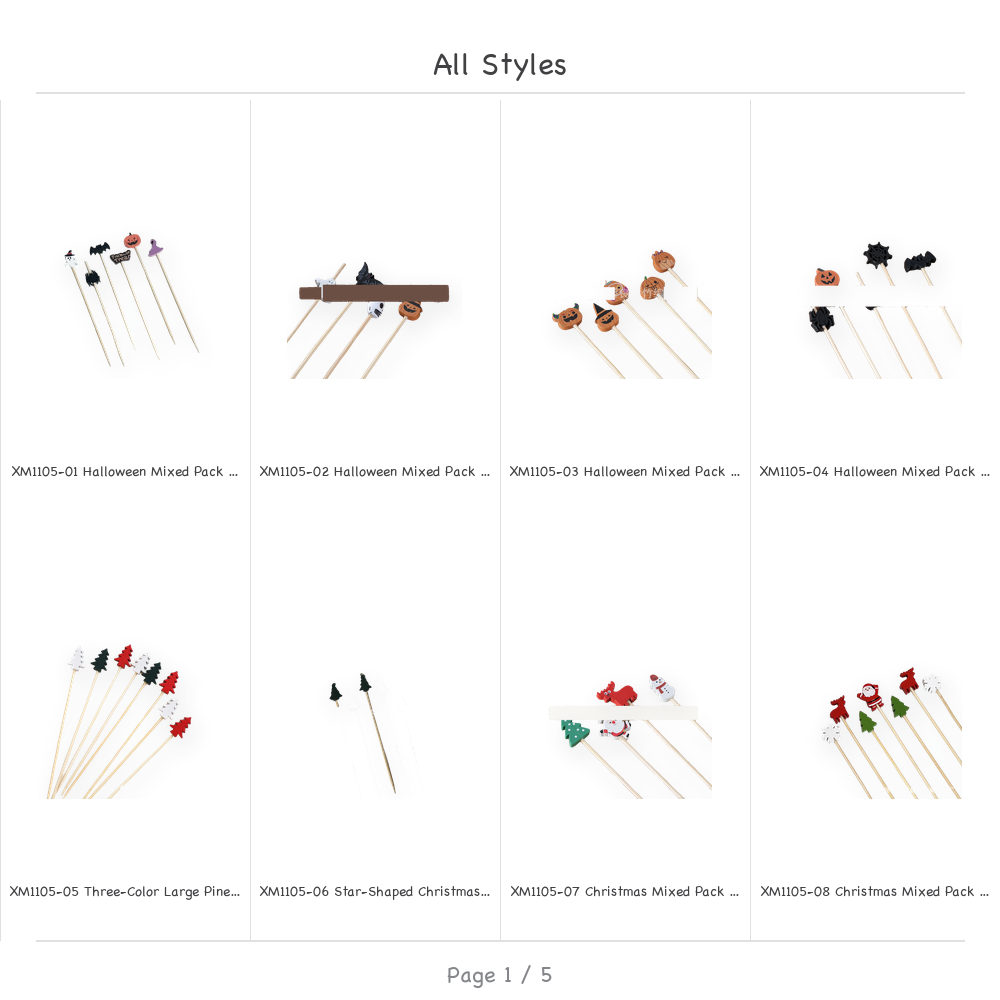 All Styles
XM1105-01 Halloween Mixed Pack ...
XM1105-02 Halloween Mixed Pack ...
XM1105-03 Halloween Mixed Pack ...
XM1105-04 Halloween Mixed Pack ...
XM1105-05 Three-Color Large Pine...
XM1105-06 Star-Shaped Christmas...
XM1105-07 Christmas Mixed Pack ...
XM1105-08 Christmas Mixed Pack ...
Page 1 / 5